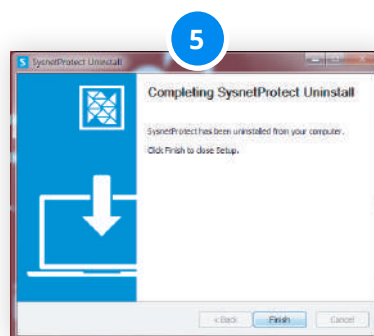 5
SysnetProtect Uninstall
Completing SysnetProtect Uninstall
SysnetProtect has been uninstalled from your computer.
Click Finish to close Setup.
< Back
Finish
Cancel